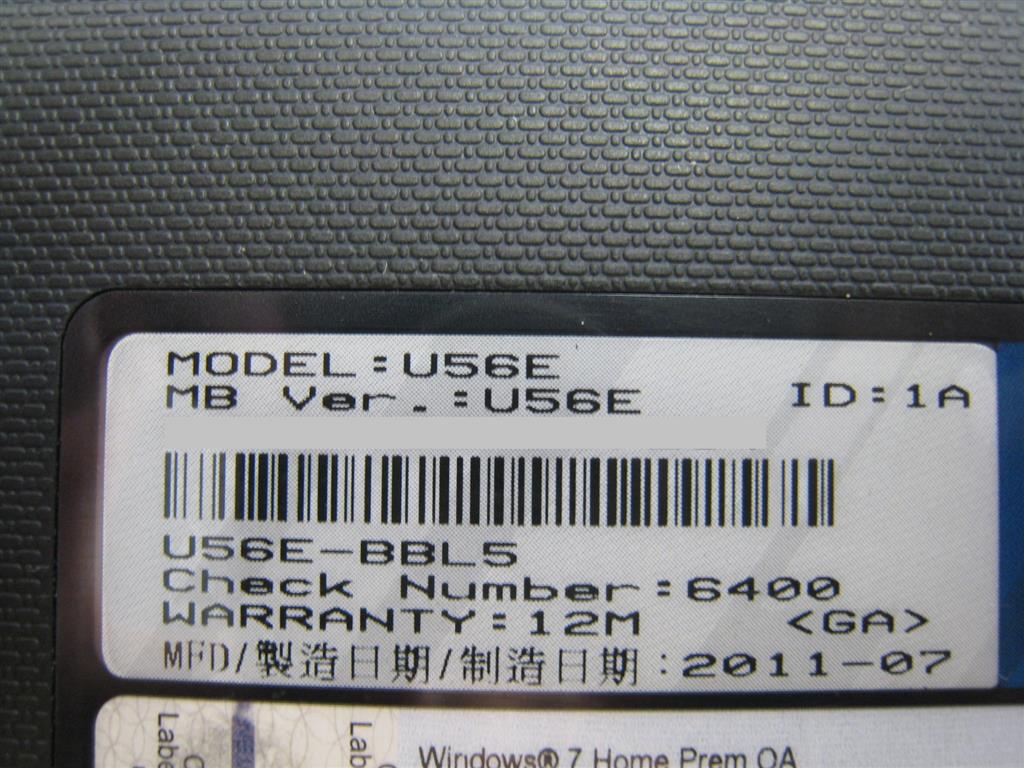 MODEL:U56E
MB Ver.:U56E ID:1A
U56E-BBL5
Check Number:6400
WARRANTY:12M <GA>
MFD/製造日期/制造日期:2011-07
Windows® 7 Home Prem OA